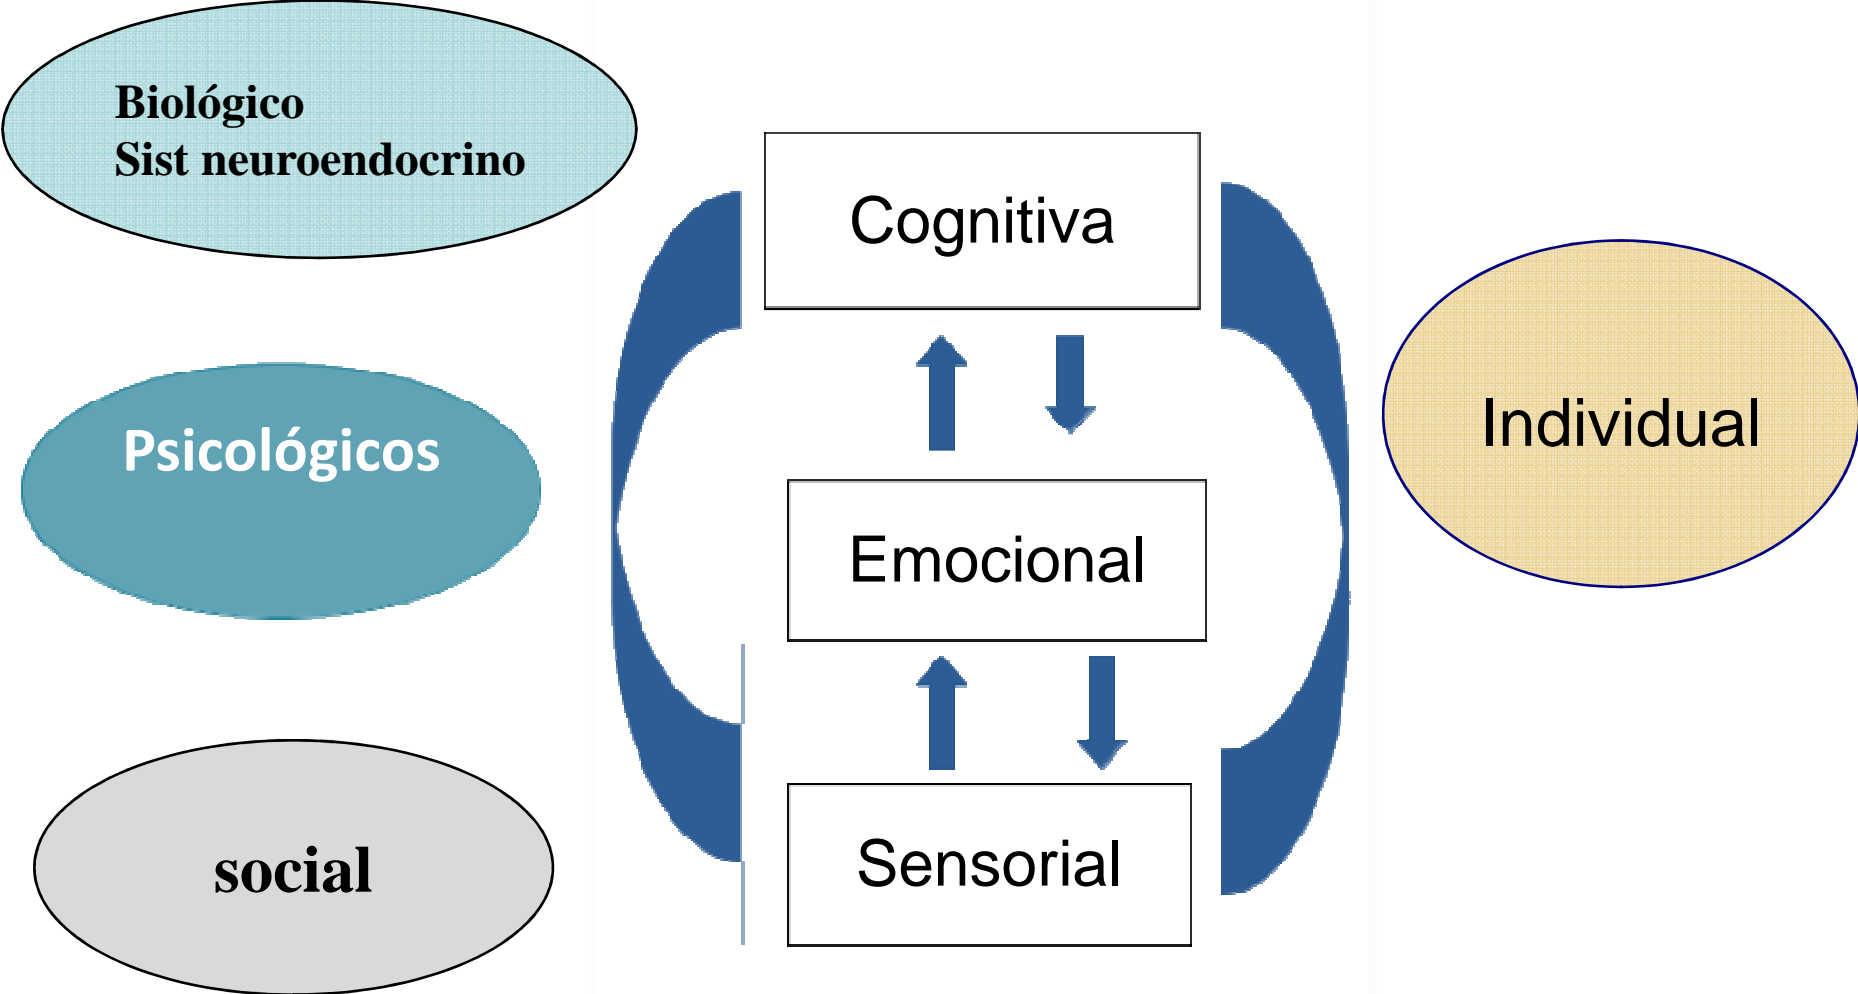 Biológico
Sist neuroendocrino
Psicológicos
social
Cognitiva
Emocional
Sensorial
Individual